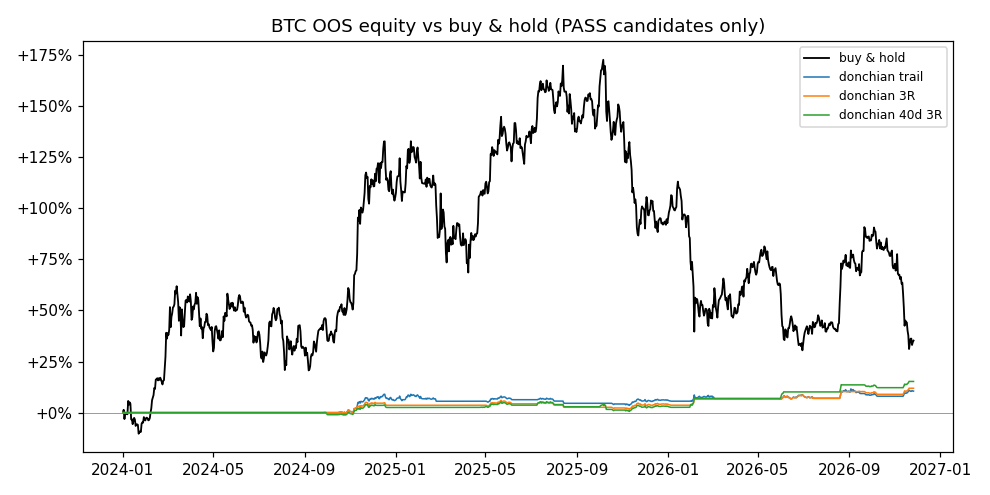 BTC OOS equity vs buy & hold (PASS candidates only)
+175%
+150%
+125%
+100%
+75%
+50%
+25%
+0%
buy & hold
donchian trail
donchian 3R
donchian 40d 3R
2024-01 2024-05 2024-09 2025-01 2025-05 2025-09 2026-01 2026-05 2026-09 2027-01